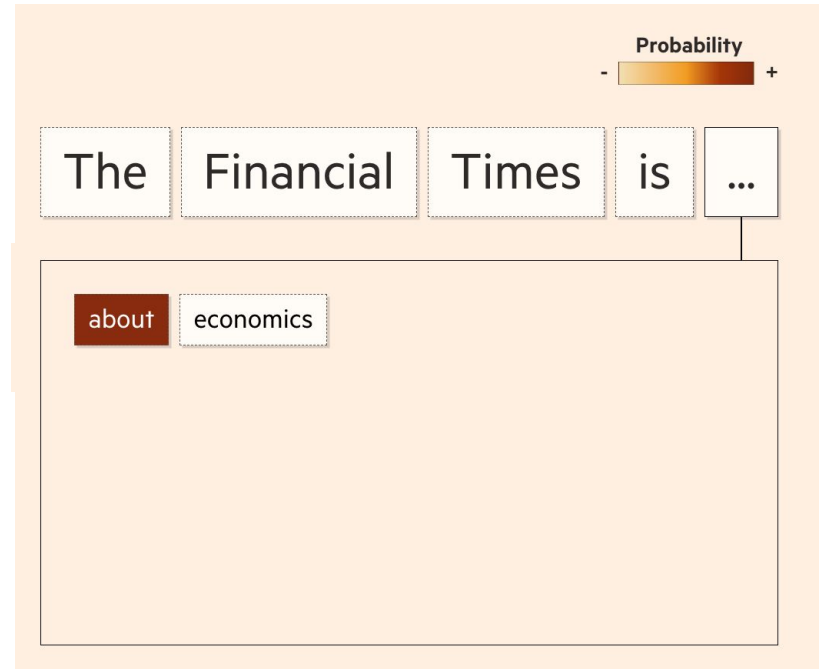 Probability
- +
The Financial Times is ...
about economics